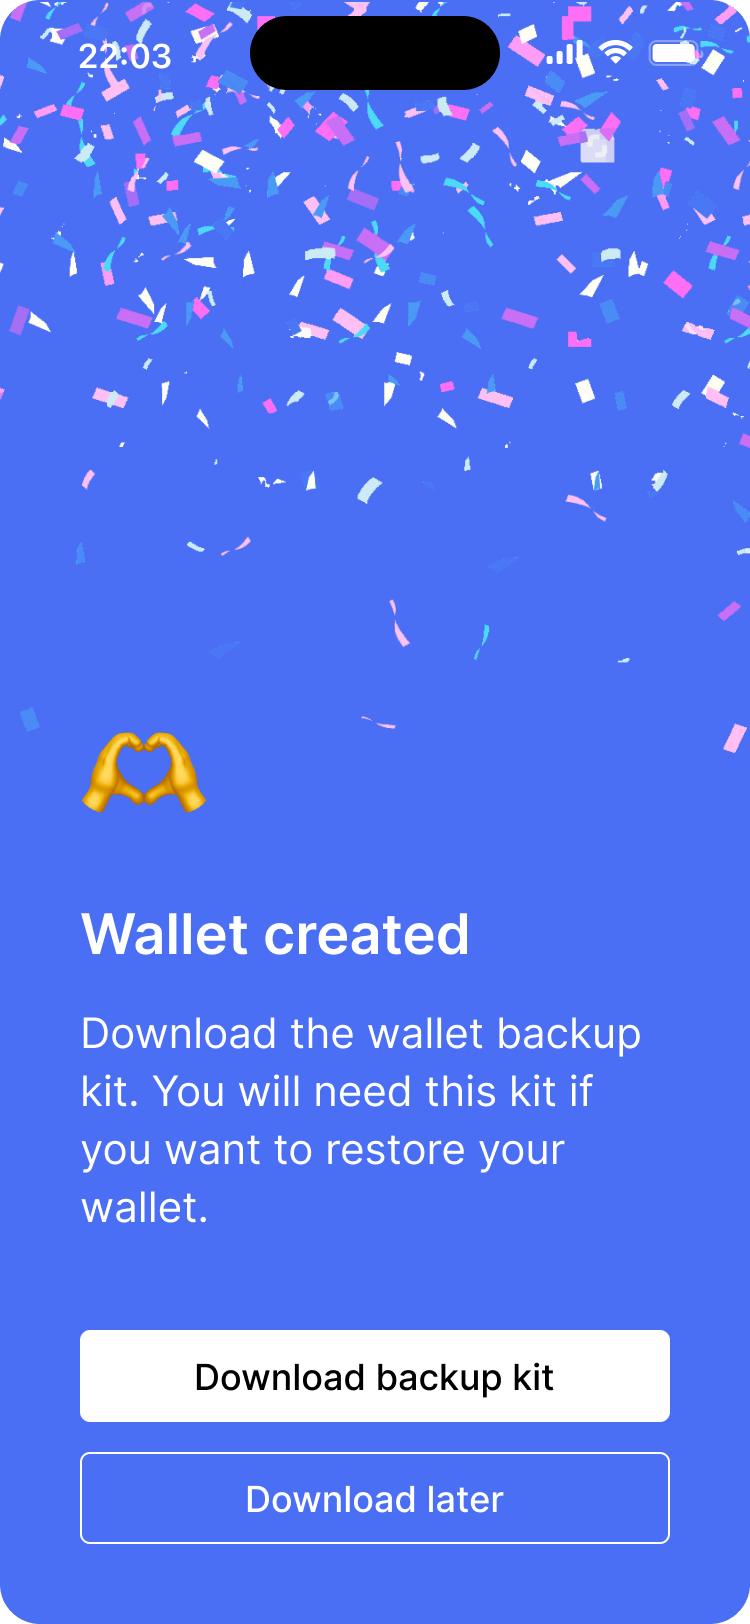 22:03
Wallet created
Download the wallet backup
kit. You will need this kit if
you want to restore your
wallet.
Download backup kit
Download later